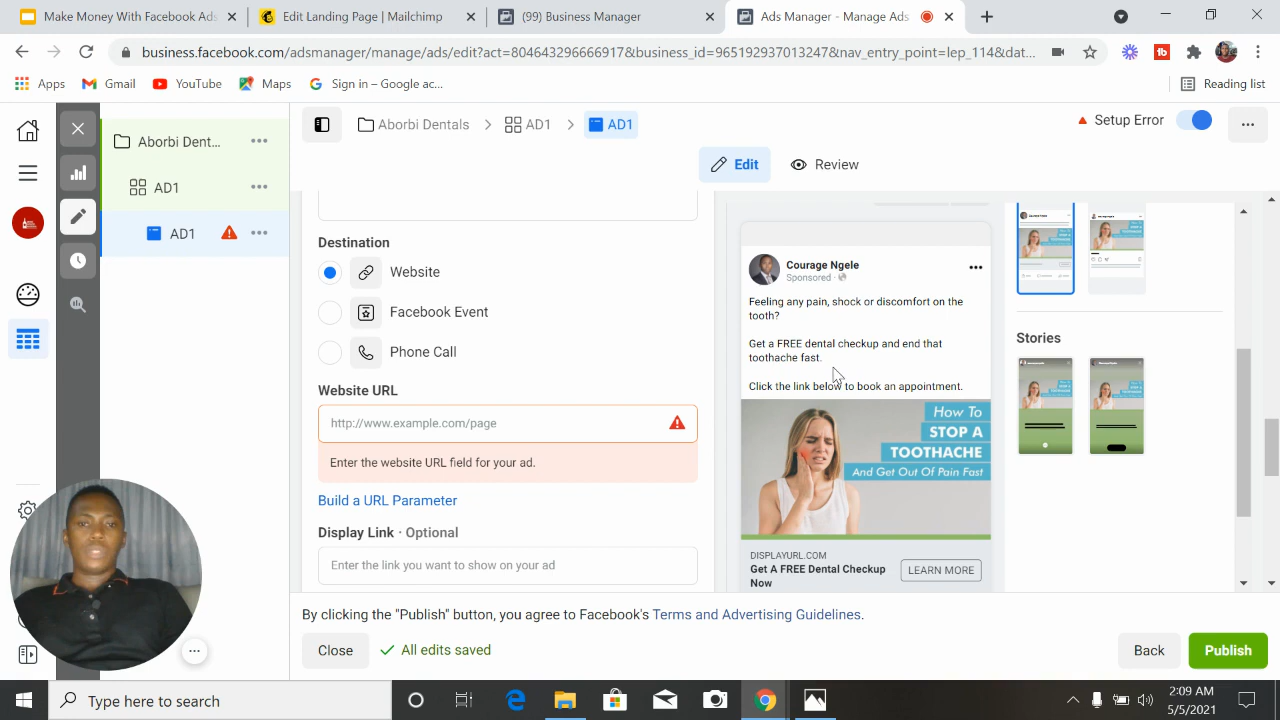 Make Money With Facebook Ads
Edit Landing Page | Mailchimp
(99) Business Manager
Ads Manager - Manage Ads
business.facebook.com/adsmanager/manage/ads/edit?act=804643296666917&business_id=965192937013247&nav_entry_point=lep_114&dat...
Apps
Gmail
YouTube
Maps
Sign in – Google ac...
Reading list
Aborbi Dent...
AD1
AD1
Aborbi Dentals
AD1
AD1
Setup Error
Edit
Review
Destination
Website
Facebook Event
Phone Call
Website URL
http://www.example.com/page
Enter the website URL field for your ad.
Build a URL Parameter
Display Link · Optional
Enter the link you want to show on your ad
Courage Ngele
Sponsored ·
Feeling any pain, shock or discomfort on the
tooth?
Get a FREE dental checkup and end that
toothache fast.
Click the link below to book an appointment.
How To
STOP A
TOOTHACHE
And Get Out Of Pain Fast
DISPLAYURL.COM
Get A FREE Dental Checkup
Now
LEARN MORE
Stories
By clicking the "Publish" button, you agree to Facebook's Terms and Advertising Guidelines.
Close
All edits saved
Back
Publish
Type here to search
2:09 AM
5/5/2021